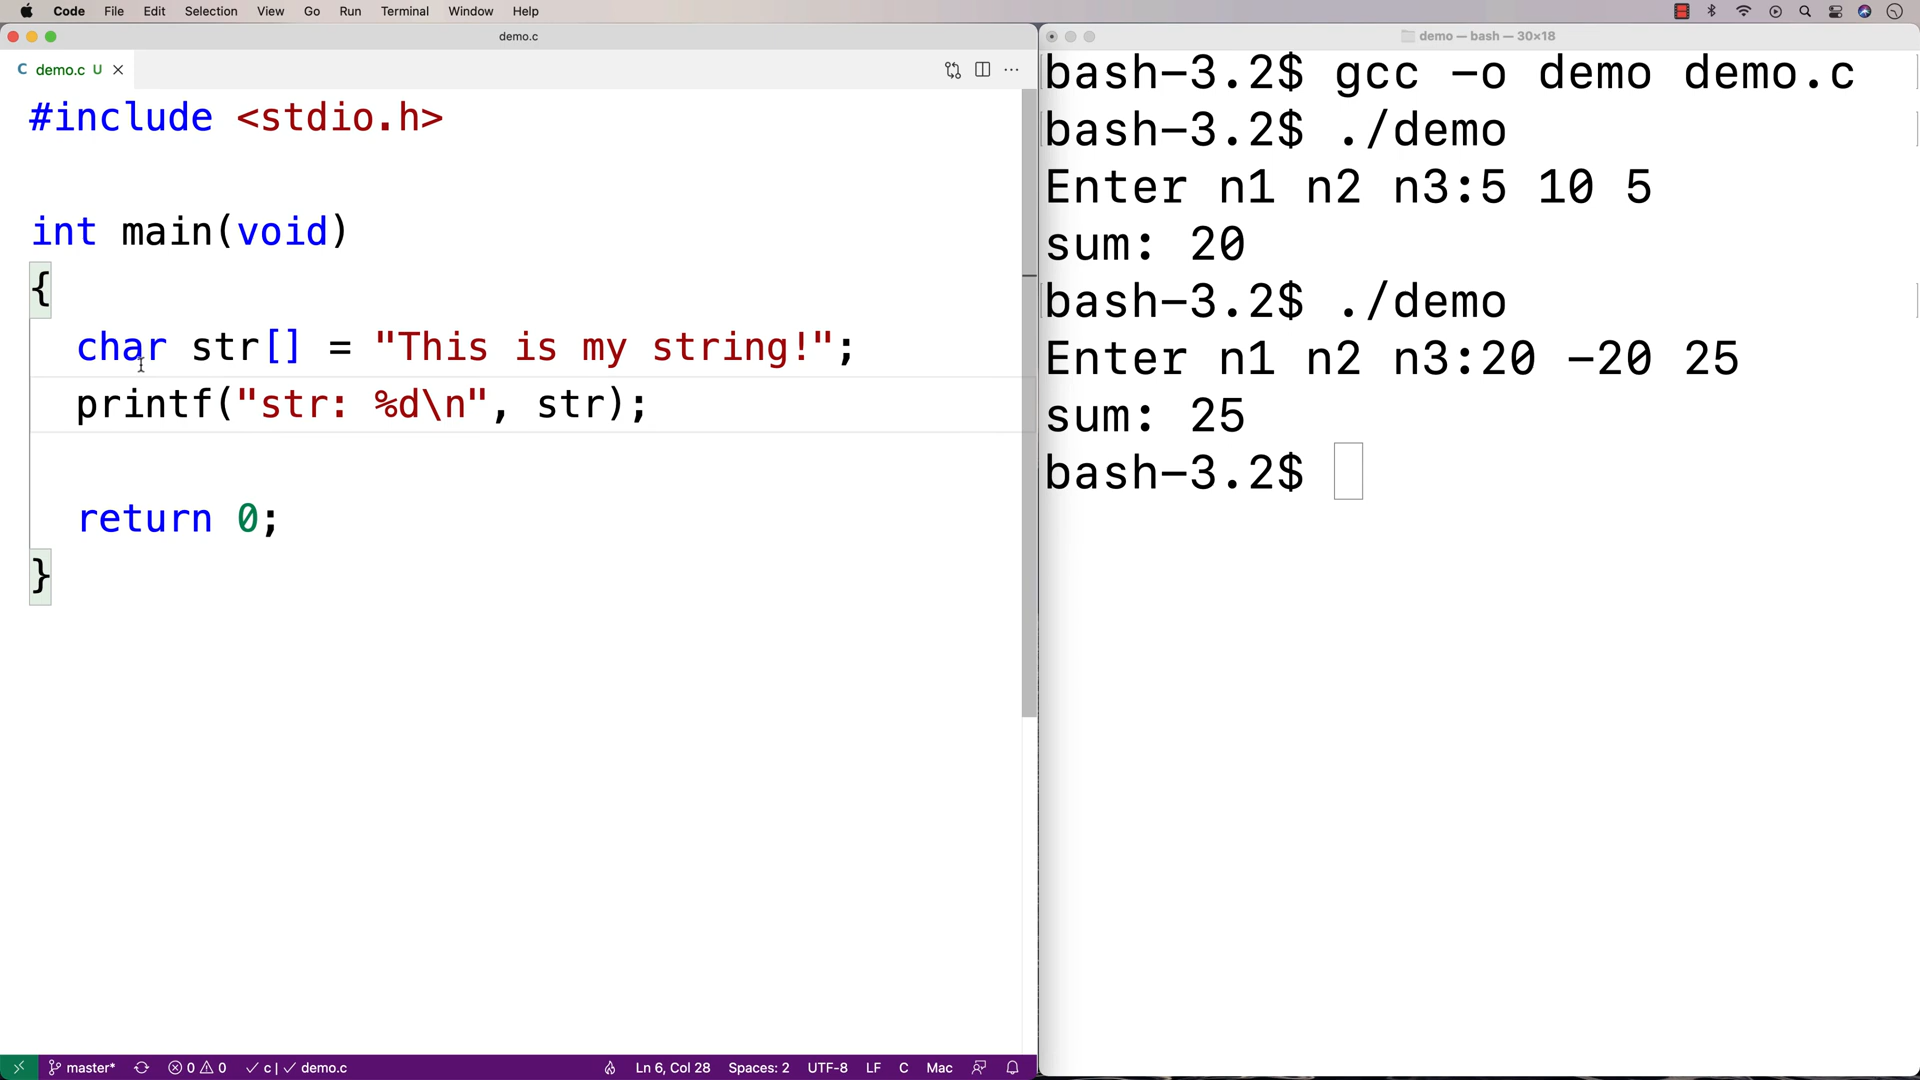 Code File Edit Selection View Go Run Terminal Window Help
demo.c
C demo.c U
#include <stdio.h>
int main(void)
{
char str[] = "This is my string!";
printf("str: %d\n", str);
return 0;
}
master* 0 0 c | demo.c Ln 6, Col 28 Spaces: 2 UTF-8 LF C Mac
demo — bash — 30×18
bash-3.2$ gcc -o demo demo.c
bash-3.2$ ./demo
Enter n1 n2 n3:5 10 5
sum: 20
bash-3.2$ ./demo
Enter n1 n2 n3:20 -20 25
sum: 25
bash-3.2$